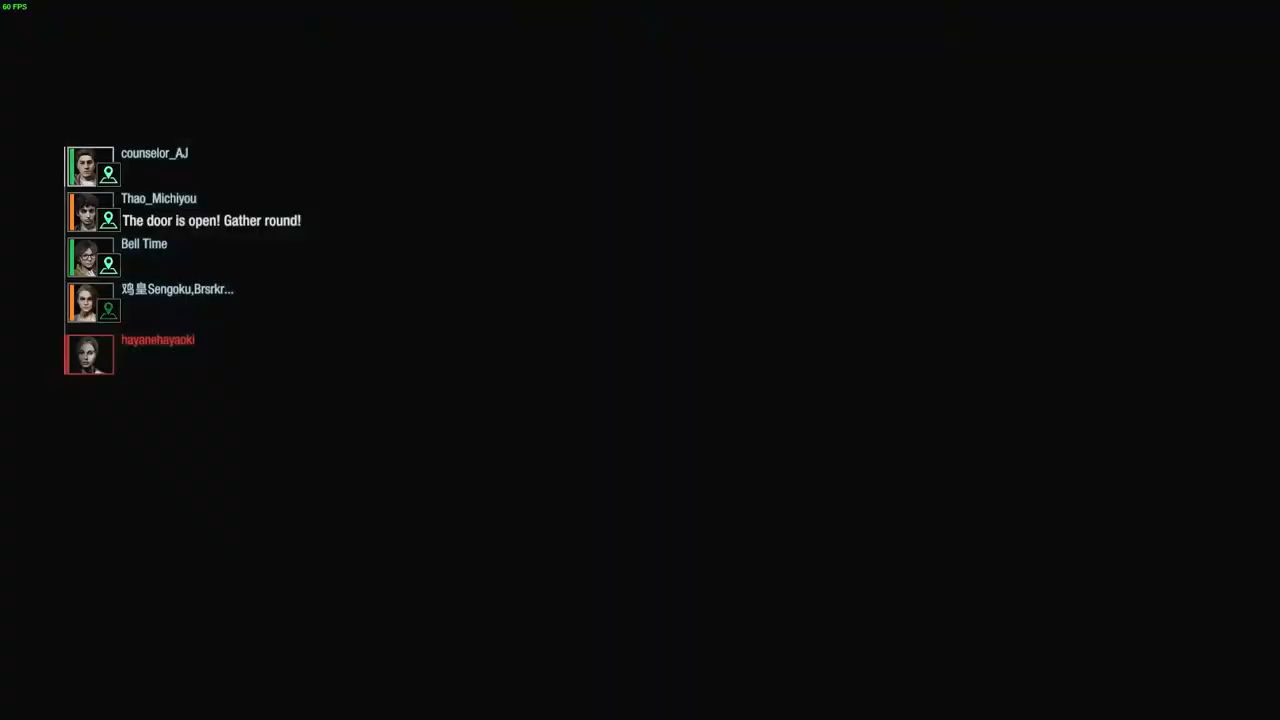 60 FPS
counselor_AJ
Thao_Michiyou
The door is open! Gather round!
Bell Time
鸡皇Sengoku,Brsrkr...
hayanehayaoki